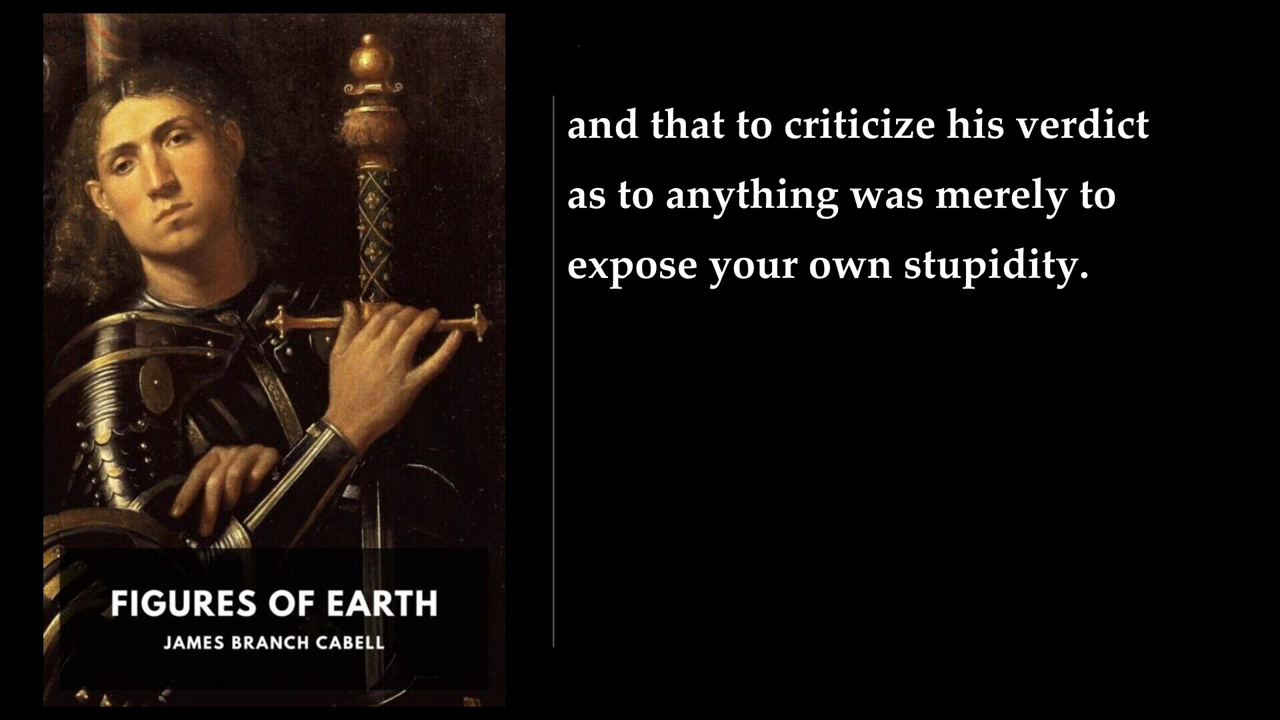 and that to criticize his verdict
as to anything was merely to
expose your own stupidity.
FIGURES OF EARTH
JAMES BRANCH CABELL